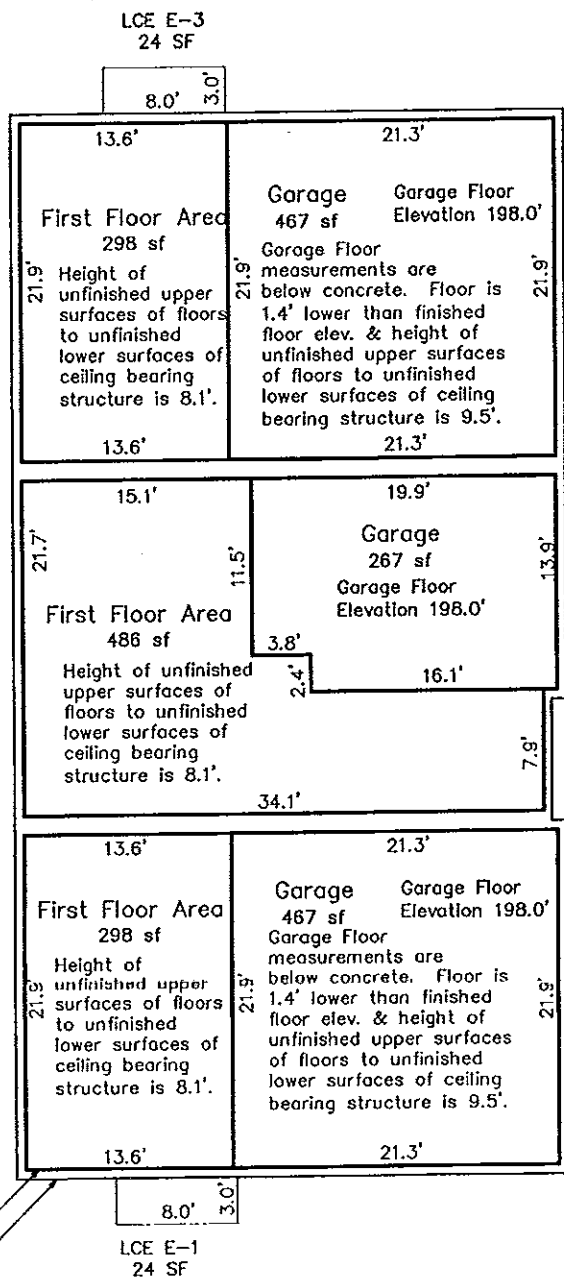 LCE E-3
24 SF
8.0'
3.0'
13.6'
21.3'
First Floor Area
298 sf
21.9'
Height of
unfinished upper
surfaces of floors
to unfinished
lower surfaces of
ceiling bearing
structure is 8.1'.
13.6'
Garage
467 sf
Garage Floor
Elevation 198.0'
21.9'
Garage Floor
measurements are
below concrete. Floor is
1.4' lower than finished
floor elev. & height of
unfinished upper surfaces
of floors to unfinished
lower surfaces of ceiling
bearing structure is 9.5'.
21.9'
21.3'
15.1'
19.9'
21.7'
11.5'
Garage
267 sf
Garage Floor
Elevation 198.0'
13.9'
First Floor Area
486 sf
3.8'
2.4'
16.1'
Height of unfinished
upper surfaces of
floors to unfinished
lower surfaces of
ceiling bearing
structure is 8.1'.
7.9'
34.1'
13.6'
21.3'
First Floor Area
298 sf
21.9'
Height of
unfinished upper
surfaces of floors
to unfinished
lower surfaces of
ceiling bearing
structure is 8.1'.
13.6'
Garage
467 sf
Garage Floor
Elevation 198.0'
21.9'
Garage Floor
measurements are
below concrete. Floor is
1.4' lower than finished
floor elev. & height of
unfinished upper surfaces
of floors to unfinished
lower surfaces of ceiling
bearing structure is 9.5'.
21.9'
21.3'
8.0'
3.0'
LCE E-1
24 SF